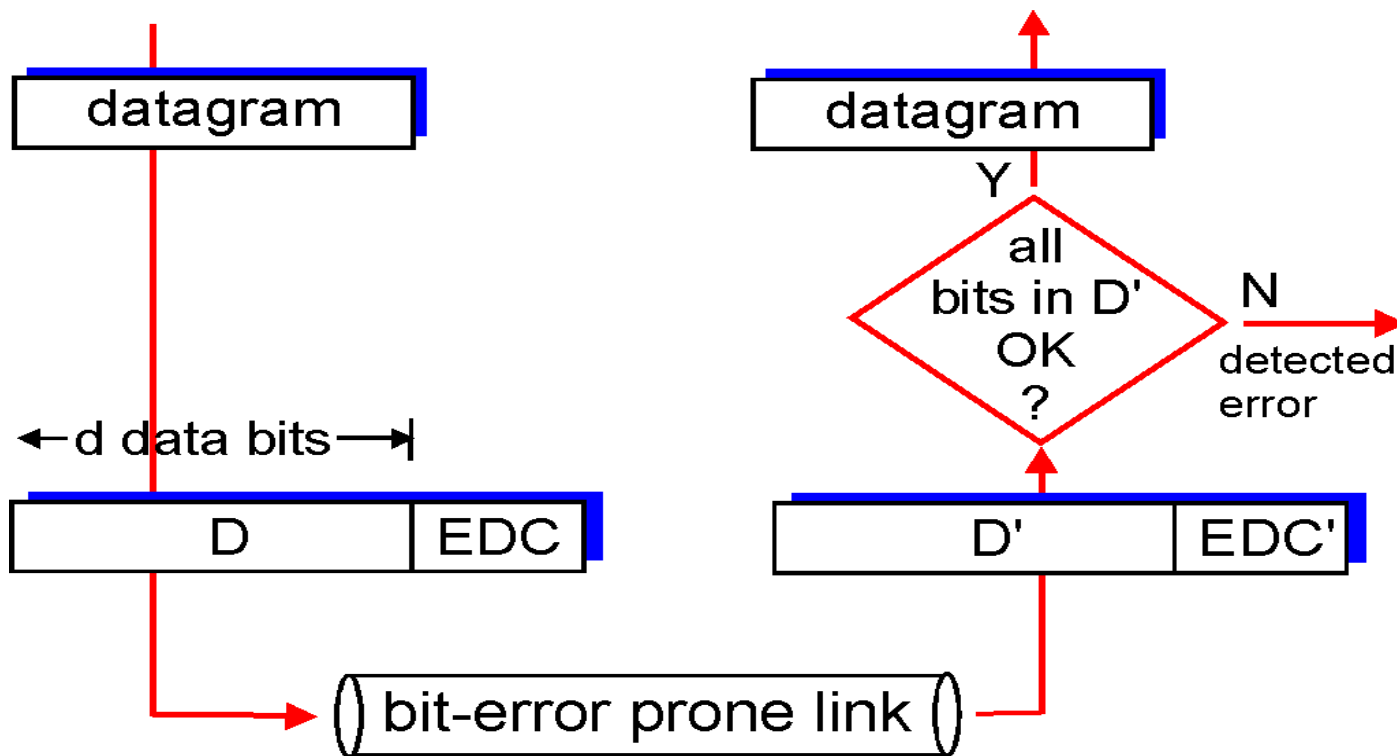 datagram
d data bits
D
EDC
bit-error prone link
datagram
Y
all
bits in D'
OK
?
N
detected
error
D'
EDC'